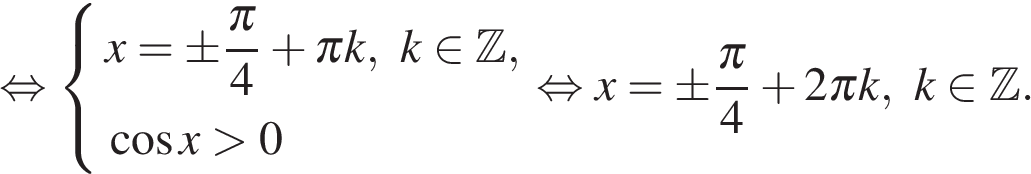 ⇔ { x = ±π/4 + πk, k ∈ ℤ,
cos x > 0 ⇔ x = ±π/4 + 2πk, k ∈ ℤ.